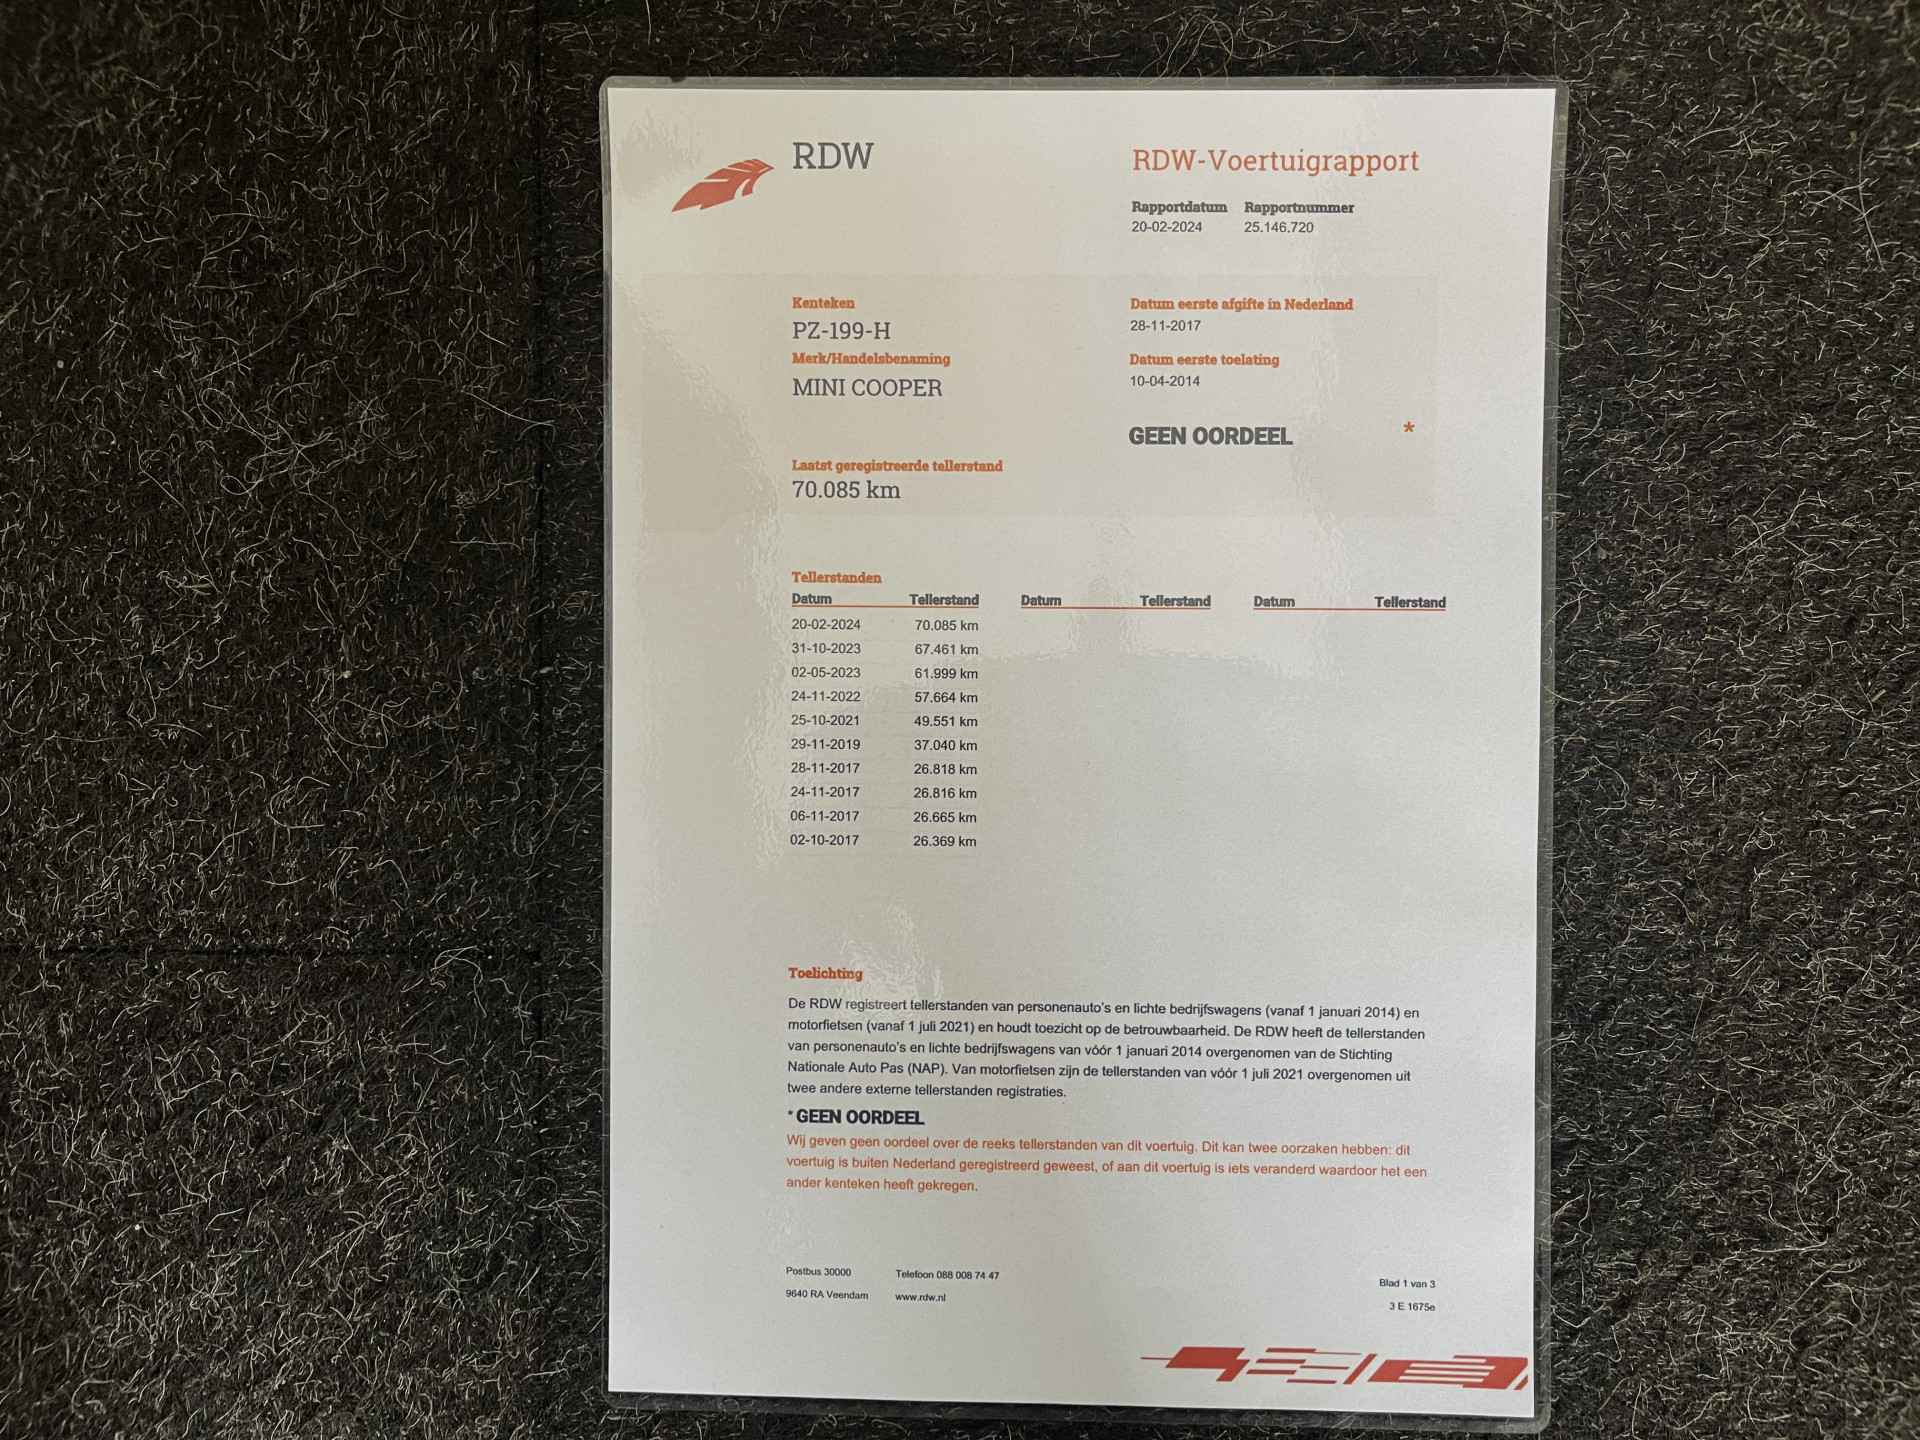 RDW
RDW-Voertuigrapport
Rapportdatum Rapportnummer
20-02-2024 25.146.720
Kenteken
PZ-199-H
Merk/Handelsbenaming
MINI COOPER
Datum eerste afgifte in Nederland
28-11-2017
Datum eerste toelating
10-04-2014
GEEN OORDEEL *
Laatst geregistreerde tellerstand
70.085 km
Tellerstanden
Datum Tellerstand Datum Tellerstand Datum Tellerstand
20-02-2024 70.085 km
31-10-2023 67.461 km
02-05-2023 61.999 km
24-11-2022 57.664 km
25-10-2021 49.551 km
29-11-2019 37.040 km
28-11-2017 26.818 km
24-11-2017 26.816 km
06-11-2017 26.665 km
02-10-2017 26.369 km
Toelichting
De RDW registreert tellerstanden van personenauto's en lichte bedrijfswagens (vanaf 1 januari 2014) en
motorfietsen (vanaf 1 juli 2021) en houdt toezicht op de betrouwbaarheid. De RDW heeft de tellerstanden
van personenauto's en lichte bedrijfswagens van vóór 1 januari 2014 overgenomen van de Stichting
Nationale Auto Pas (NAP). Van motorfietsen zijn de tellerstanden van vóór 1 juli 2021 overgenomen uit
twee andere externe tellerstanden registraties.
* GEEN OORDEEL
Wij geven geen oordeel over de reeks tellerstanden van dit voertuig. Dit kan twee oorzaken hebben: dit
voertuig is buiten Nederland geregistreerd geweest, of aan dit voertuig is iets veranderd waardoor het een
ander kenteken heeft gekregen.
Postbus 30000 Telefoon 088 008 74 47
9640 RA Veendam www.rdw.nl
Blad 1 van 3
3 E 1675e